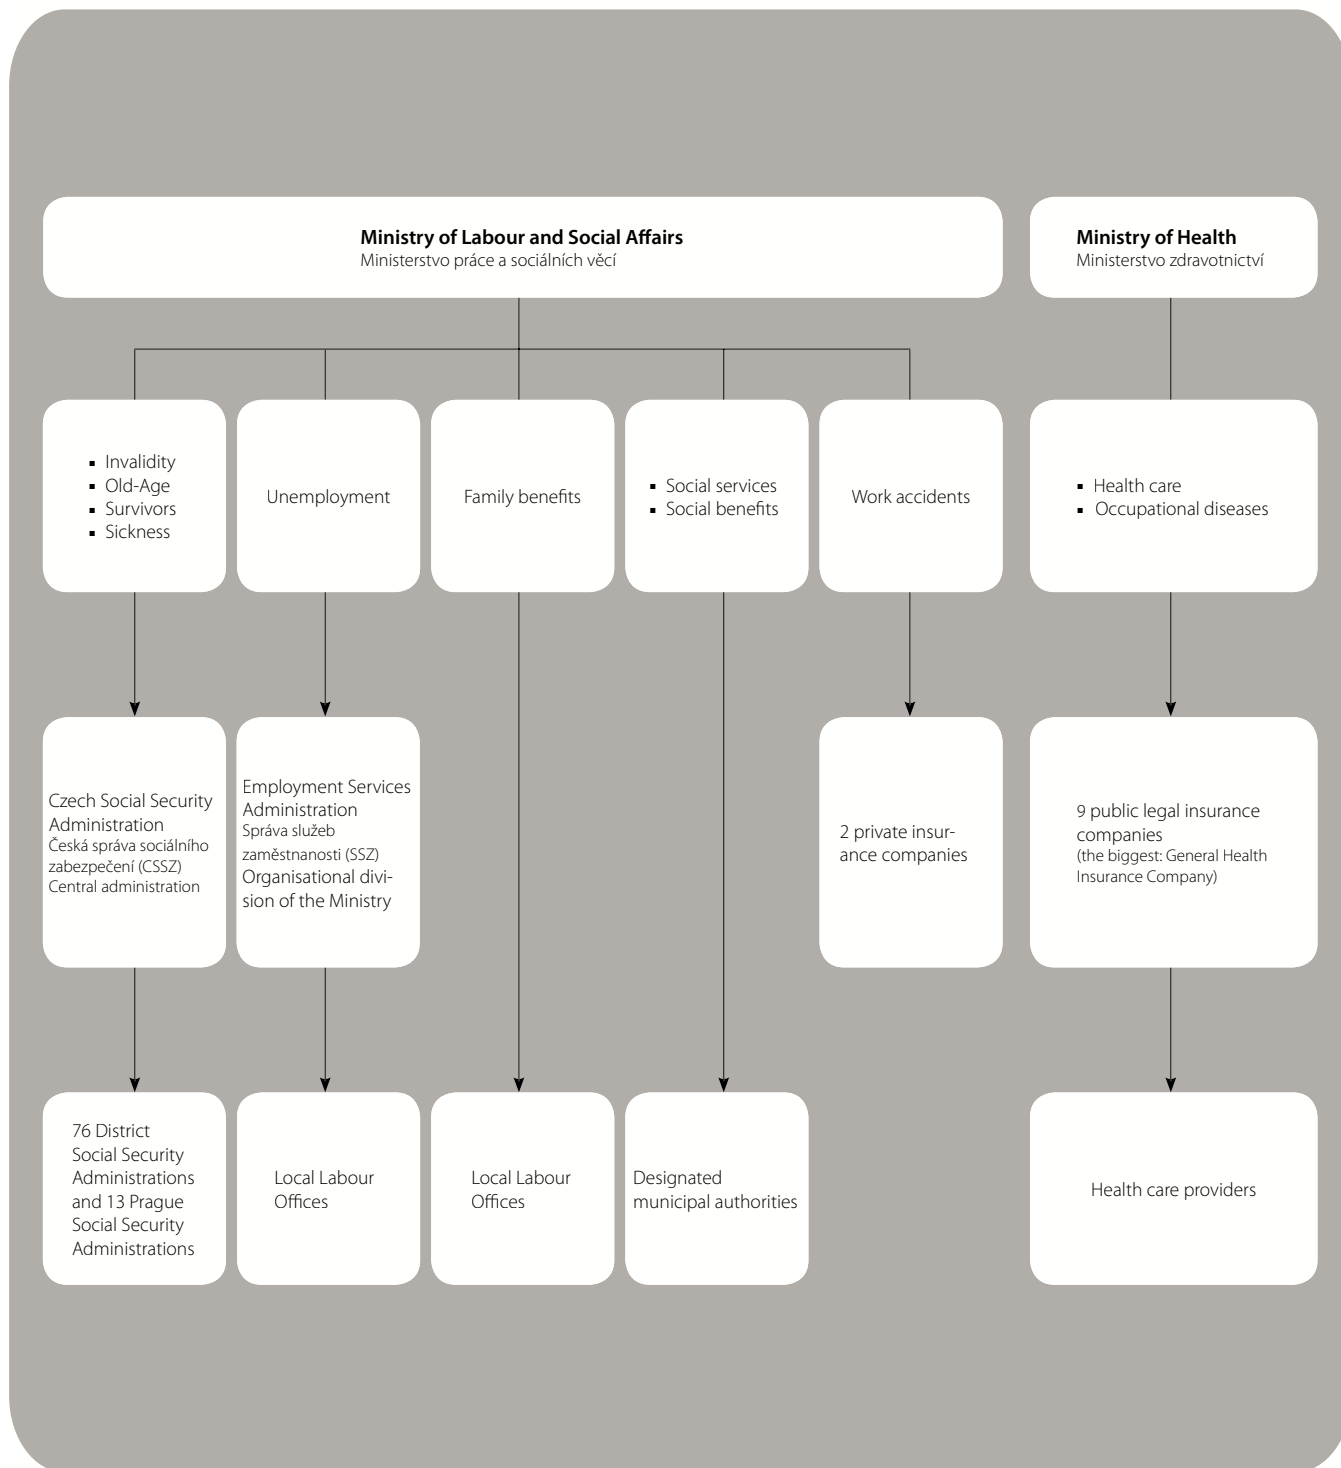 Ministry of Labour and Social Affairs
Ministerstvo práce a sociálních věcí
Ministry of Health
Ministerstvo zdravotnictví
▪ Invalidity
▪ Old-Age
▪ Survivors
▪ Sickness
Unemployment
Family benefits
▪ Social services
▪ Social benefits
Work accidents
▪ Health care
▪ Occupational diseases
Czech Social Security
Administration
Česká správa sociálního
zabezpečení (CSSZ)
Central administration
Employment Services
Administration
Správa služeb
zaměstnanosti (SSZ)
Organisational divi-
sion of the Ministry
2 private insur-
ance companies
9 public legal insurance
companies
(the biggest: General Health
Insurance Company)
76 District
Social Security
Administrations
and 13 Prague
Social Security
Administrations
Local Labour
Offices
Local Labour
Offices
Designated
municipal authorities
Health care providers